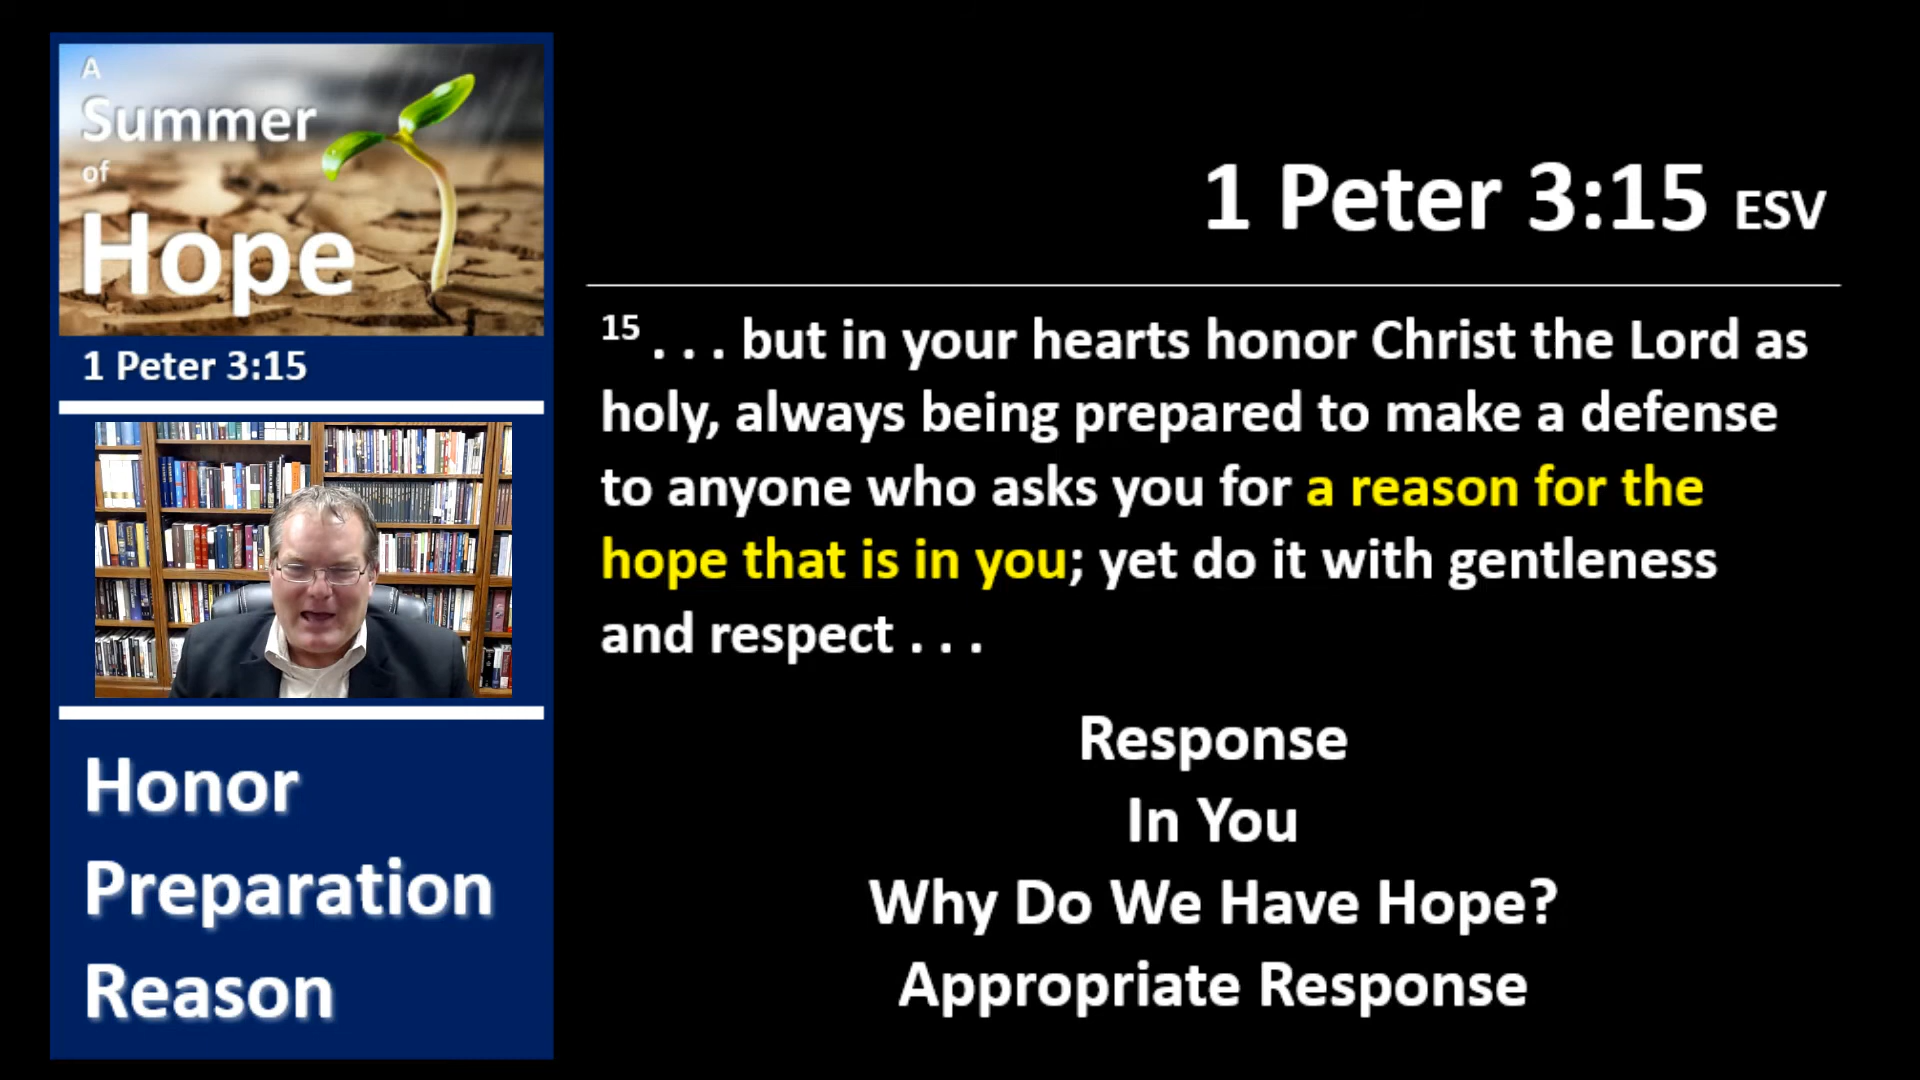 A
Summer
of
Hope
1 Peter 3:15
Honor
Preparation
Reason
1 Peter 3:15 ESV
15 . . . but in your hearts honor Christ the Lord as
holy, always being prepared to make a defense
to anyone who asks you for a reason for the
hope that is in you; yet do it with gentleness
and respect . . .
Response
In You
Why Do We Have Hope?
Appropriate Response